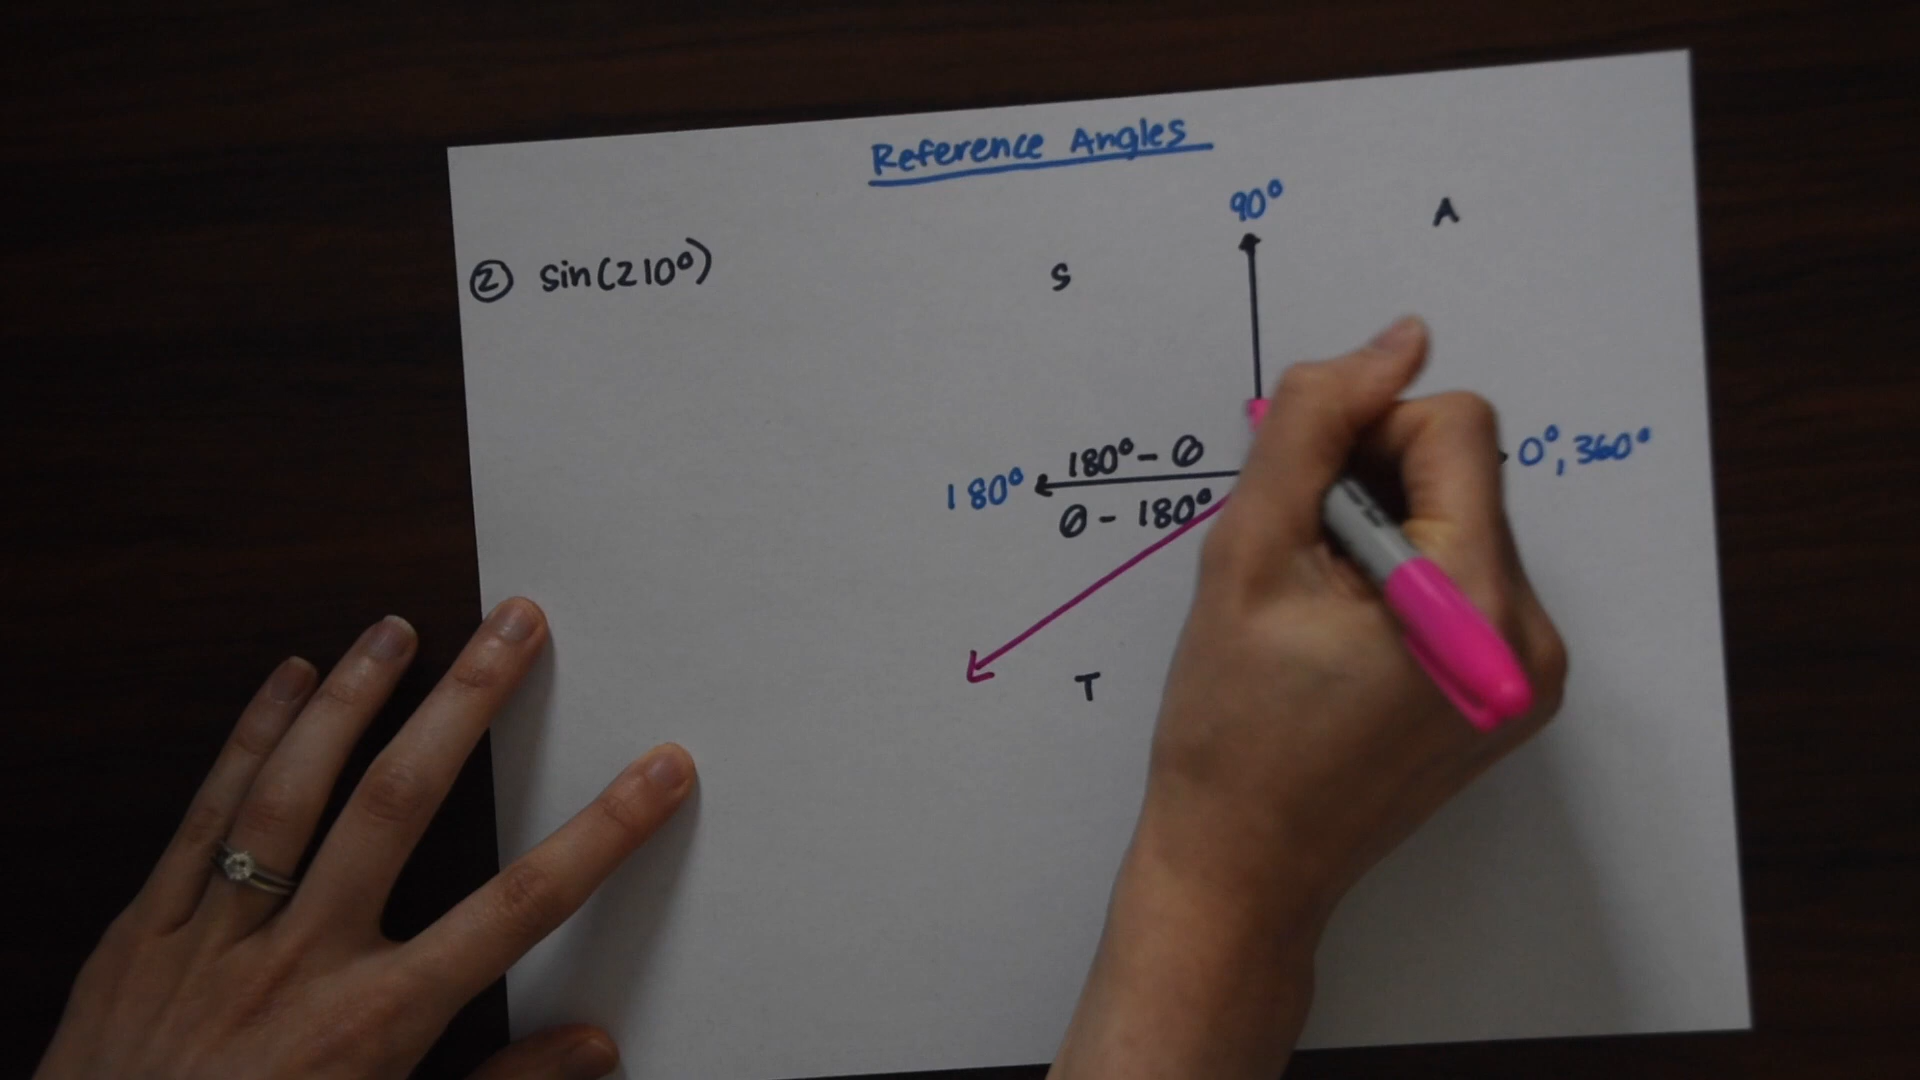 Reference Angles
90°
A
② sin(210°)
S
180° - θ
0°, 360°
180°
θ - 180°
T